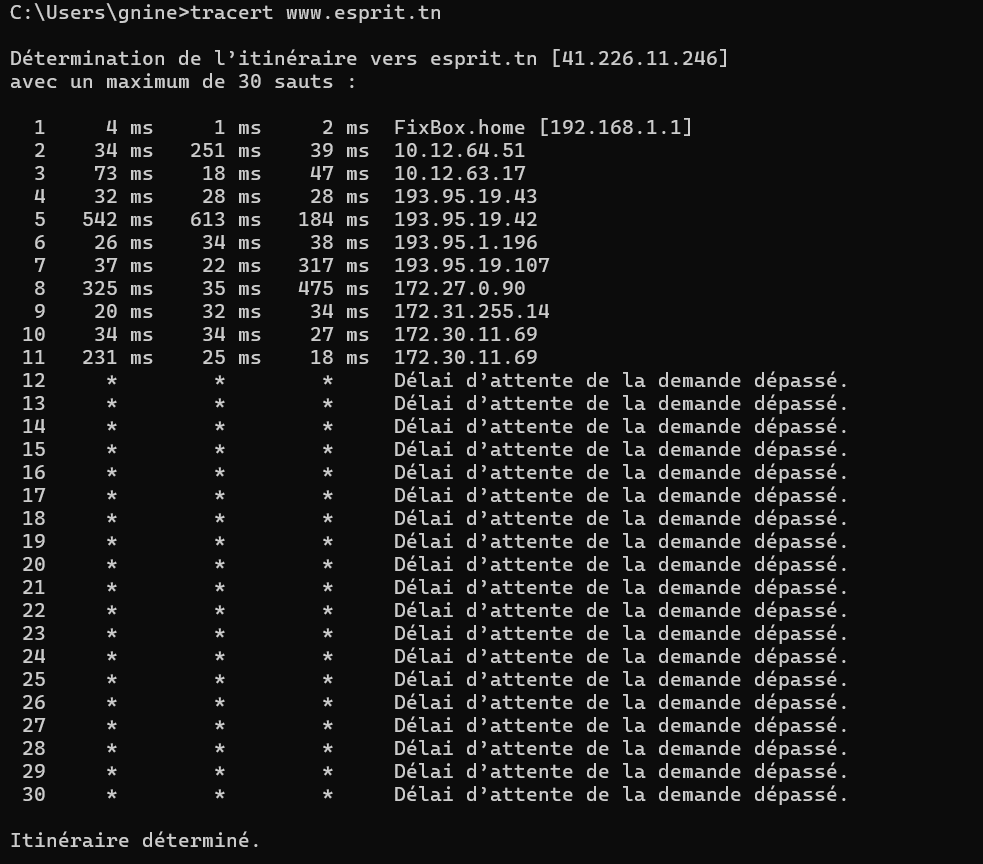 C:\Users\gnine>tracert www.esprit.tn
Détermination de l’itinéraire vers esprit.tn [41.226.11.246]
avec un maximum de 30 sauts :
1 4 ms 1 ms 2 ms FixBox.home [192.168.1.1]
2 34 ms 251 ms 39 ms 10.12.64.51
3 73 ms 18 ms 47 ms 10.12.63.17
4 32 ms 28 ms 28 ms 193.95.19.43
5 542 ms 613 ms 184 ms 193.95.19.42
6 26 ms 34 ms 38 ms 193.95.1.196
7 37 ms 22 ms 317 ms 193.95.19.107
8 325 ms 35 ms 475 ms 172.27.0.90
9 20 ms 32 ms 34 ms 172.31.255.14
10 34 ms 34 ms 27 ms 172.30.11.69
11 231 ms 25 ms 18 ms 172.30.11.69
12 * * * Délai d’attente de la demande dépassé.
13 * * * Délai d’attente de la demande dépassé.
14 * * * Délai d’attente de la demande dépassé.
15 * * * Délai d’attente de la demande dépassé.
16 * * * Délai d’attente de la demande dépassé.
17 * * * Délai d’attente de la demande dépassé.
18 * * * Délai d’attente de la demande dépassé.
19 * * * Délai d’attente de la demande dépassé.
20 * * * Délai d’attente de la demande dépassé.
21 * * * Délai d’attente de la demande dépassé.
22 * * * Délai d’attente de la demande dépassé.
23 * * * Délai d’attente de la demande dépassé.
24 * * * Délai d’attente de la demande dépassé.
25 * * * Délai d’attente de la demande dépassé.
26 * * * Délai d’attente de la demande dépassé.
27 * * * Délai d’attente de la demande dépassé.
28 * * * Délai d’attente de la demande dépassé.
29 * * * Délai d’attente de la demande dépassé.
30 * * * Délai d’attente de la demande dépassé.
Itinéraire déterminé.